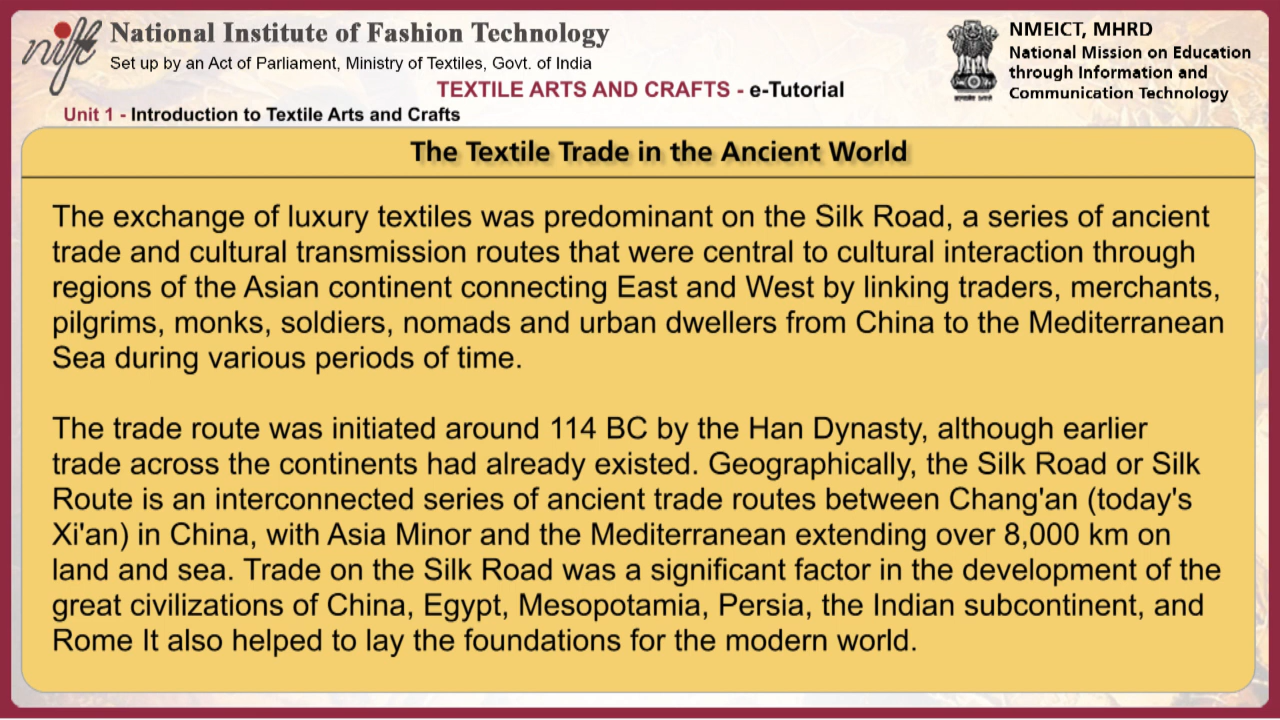 nift
National Institute of Fashion Technology
Set up by an Act of Parliament, Ministry of Textiles, Govt. of India
NMEICT, MHRD
National Mission on Education
through Information and
Communication Technology
TEXTILE ARTS AND CRAFTS - e-Tutorial
Unit 1 - Introduction to Textile Arts and Crafts
The Textile Trade in the Ancient World
The exchange of luxury textiles was predominant on the Silk Road, a series of ancient
trade and cultural transmission routes that were central to cultural interaction through
regions of the Asian continent connecting East and West by linking traders, merchants,
pilgrims, monks, soldiers, nomads and urban dwellers from China to the Mediterranean
Sea during various periods of time.
The trade route was initiated around 114 BC by the Han Dynasty, although earlier
trade across the continents had already existed. Geographically, the Silk Road or Silk
Route is an interconnected series of ancient trade routes between Chang'an (today's
Xi'an) in China, with Asia Minor and the Mediterranean extending over 8,000 km on
land and sea. Trade on the Silk Road was a significant factor in the development of the
great civilizations of China, Egypt, Mesopotamia, Persia, the Indian subcontinent, and
Rome It also helped to lay the foundations for the modern world.